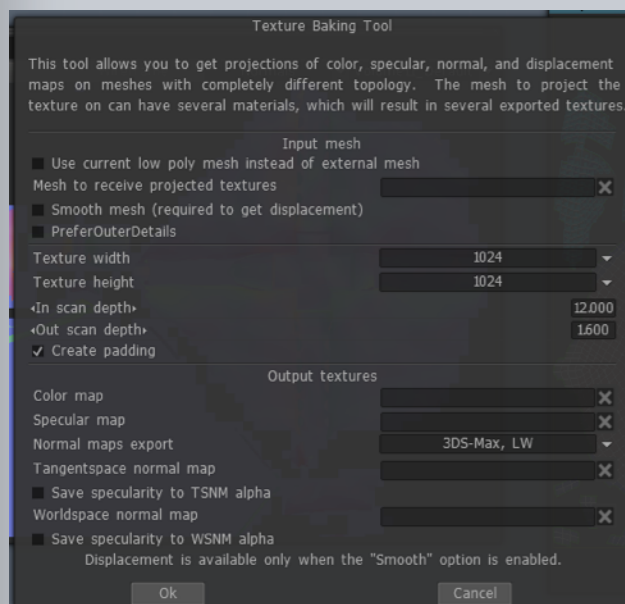 Texture Baking Tool
This tool allows you to get projections of color, specular, normal, and displacement
maps on meshes with completely different topology. The mesh to project the
texture on can have several materials, which will result in several exported textures.
Input mesh
Use current low poly mesh instead of external mesh
Mesh to receive projected textures
Smooth mesh (required to get displacement)
PreferOuterDetails
Texture width 1024
Texture height 1024
In scan depth 12.000
Out scan depth 1.600
Create padding
Output textures
Color map
Specular map
Normal maps export 3DS-Max, LW
Tangentspace normal map
Save specularity to TSNM alpha
Worldspace normal map
Save specularity to WSNM alpha
Displacement is available only when the "Smooth" option is enabled.
Ok Cancel